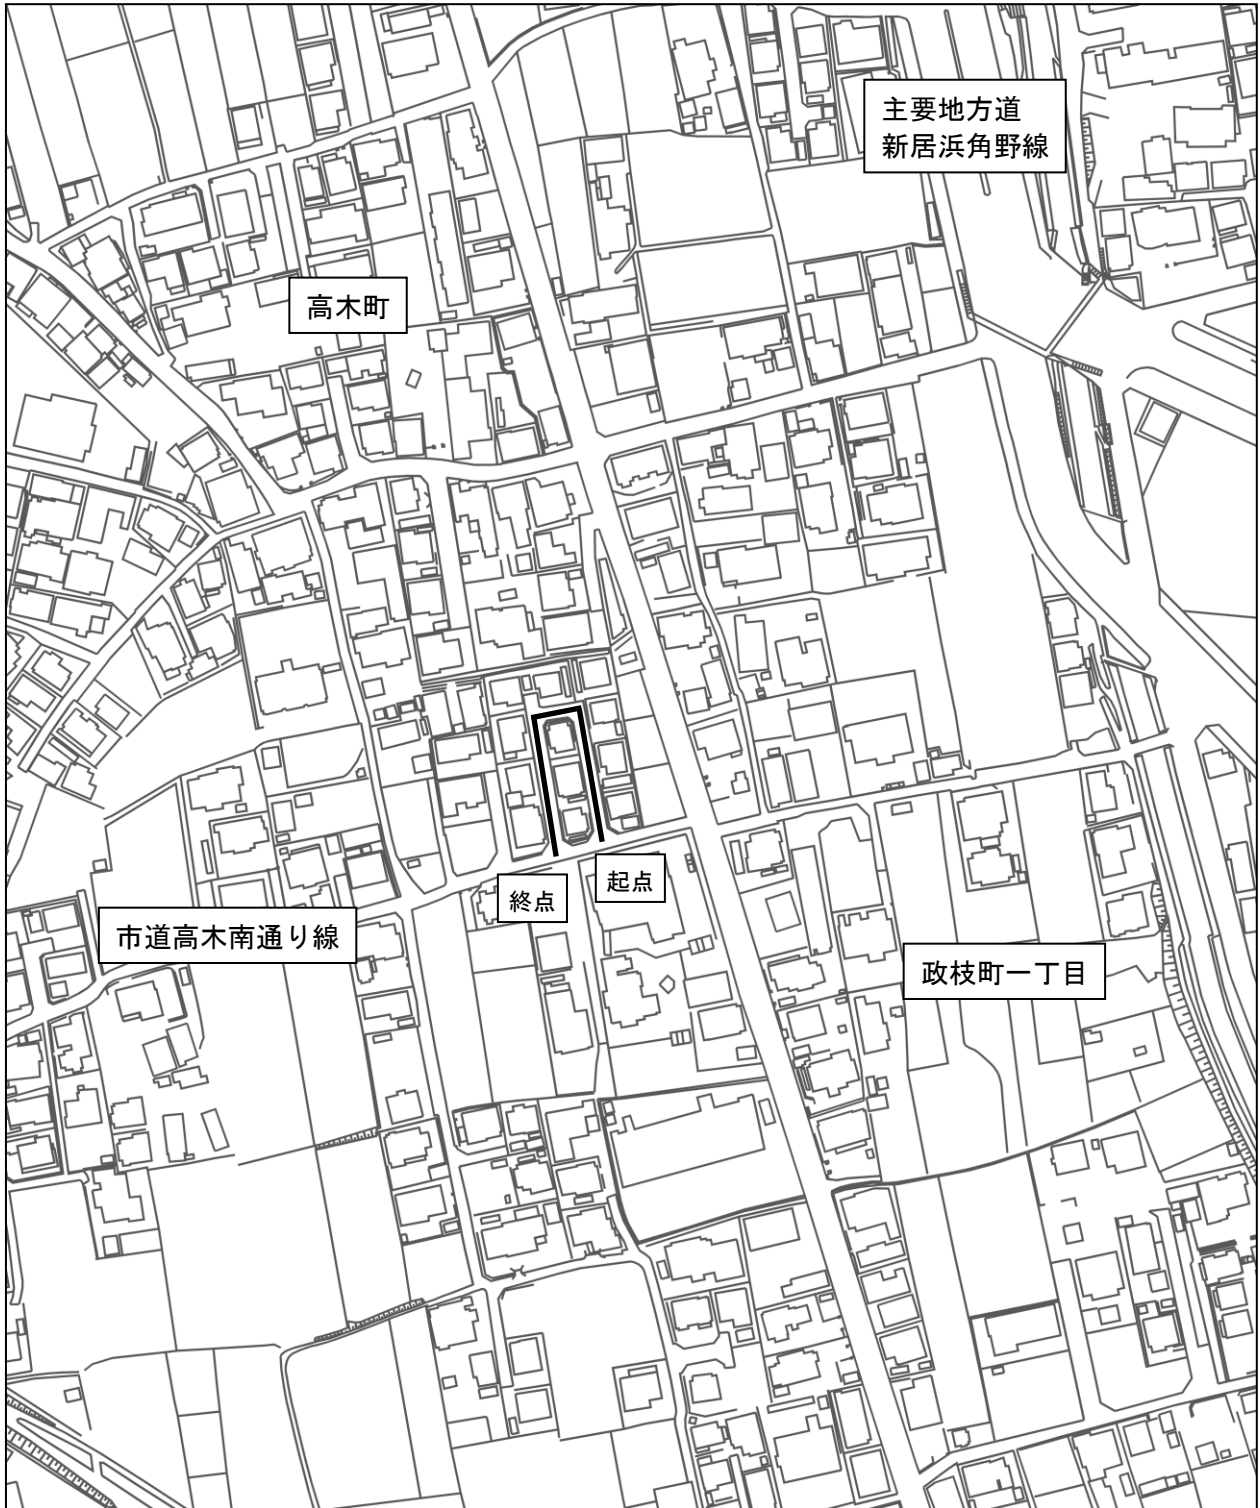 主要地方道
新居浜角野線
高木町
起点
終点
市道高木南通り線
政枝町一丁目